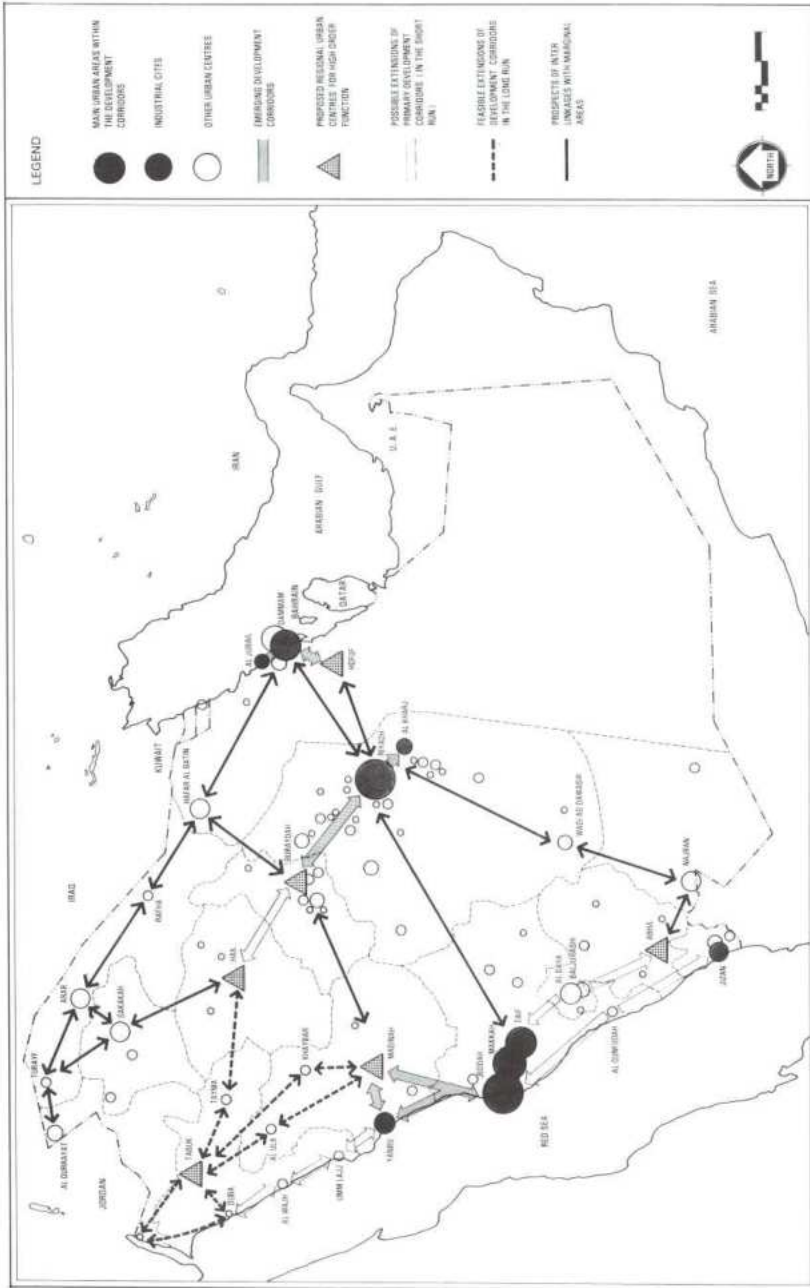 LEGEND
MAIN URBAN AREAS WITHIN
THE DEVELOPMENT
CORRIDORS
INDUSTRIAL CITES
OTHER URBAN CENTRES
EMERGING DEVELOPMENT
CORRIDORS
PROPOSED REGIONAL URBAN
CENTRES FOR HIGH ORDER
FUNCTION
POSSIBLE EXTENSIONS OF
PRIMARY DEVELOPMENT
CORRIDORS ( IN THE SHORT
RUN )
FEASIBLE EXTENSIONS OF
DEVELOPMENT CORRIDORS
IN THE LONG RUN
PROSPECTS OF INTER
LINKAGES WITH MARGINAL
AREAS
NORTH
JORDAN
AL QURRAYAT
TURAYF
ARAR
SAKAKAH
IRAQ
RAFHA
KUWAIT
HAFAR AL BATIN
IRAN
TABUK
TAYMA
HAIL
DUBA
AL ULA
KHAYBAR
AL WAJH
UMM LAJJ
BURAYDAH
AL JUBAIL
DAMMAM
BAHRAIN
QATAR
ARABIAN GULF
HOFUF
YANBU
MADINAH
RIYADH
AL KHARJ
U. A. E.
JEDDAH
MAKKAH
TAIF
RED SEA
AL BAHA
BALJURASHI
AL QUNFUDAH
WADI AD DAWASIR
ABHA
NAJRAN
JIZAN
ARABIAN SEA